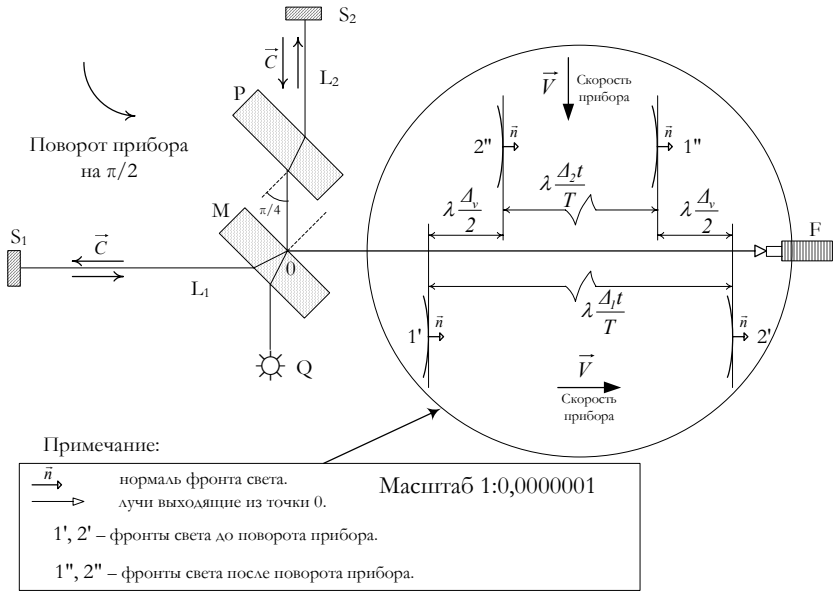 S₂
C⃗
L₂
P
Поворот прибора
на π/2
π/4
M
S₁
C⃗
L₁
0
Q
V⃗
Скорость
прибора
2"
n⃗
n⃗
1"
λ Δᵥ/2
λ Δ₂t/T
λ Δᵥ/2
F
λ Δ₁t/T
1'
n⃗
n⃗
2'
V⃗
Скорость
прибора
Примечание:
n⃗ нормаль фронта света.
Масштаб 1:0,0000001
лучи выходящие из точки 0.
1', 2' – фронты света до поворота прибора.
1", 2" – фронты света после поворота прибора.